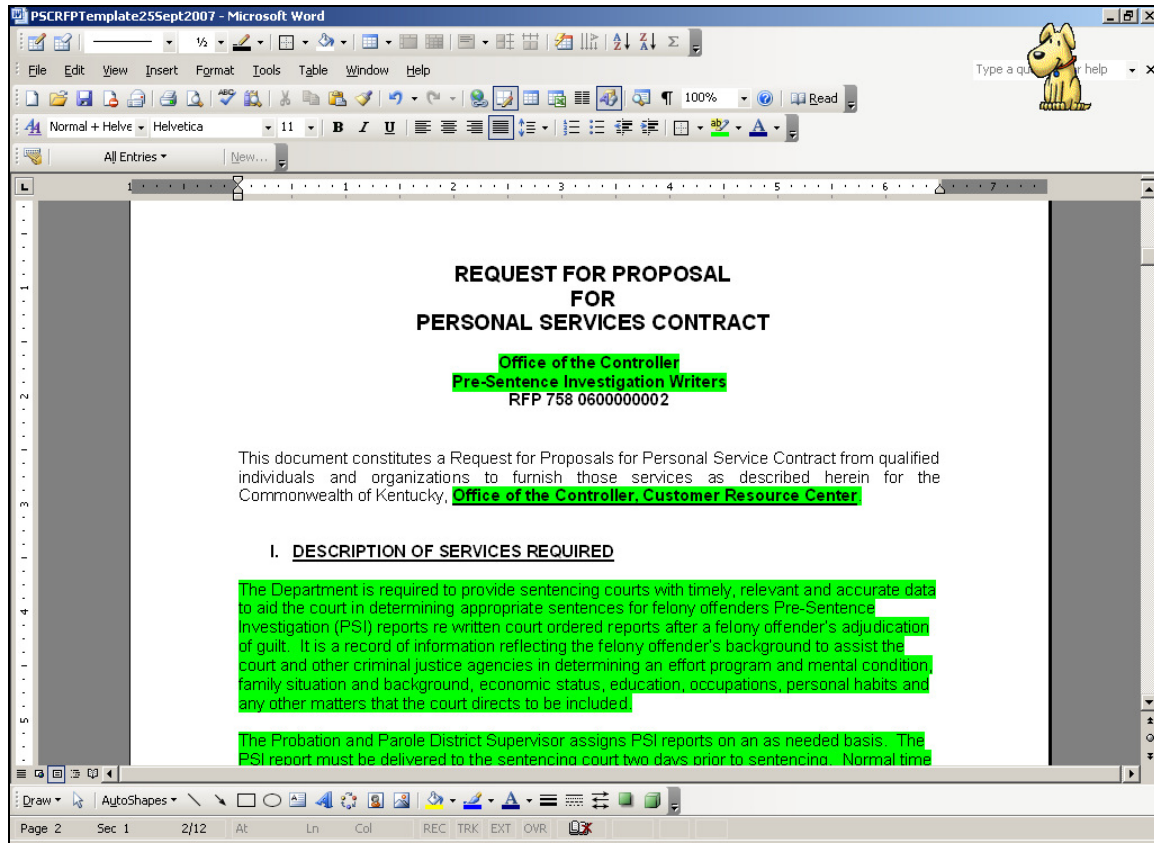 PSCRFPTemplate25Sept2007 - Microsoft Word
½
File Edit View Insert Format Tools Table Window Help
Type a qu r help
100% Read
Normal + Helve Helvetica 11 B I U
All Entries New...
1 1 2 3 4 5 6 7
REQUEST FOR PROPOSAL
FOR
PERSONAL SERVICES CONTRACT
Office of the Controller
Pre-Sentence Investigation Writers
RFP 758 0600000002
This document constitutes a Request for Proposals for Personal Service Contract from qualified
individuals and organizations to furnish those services as described herein for the
Commonwealth of Kentucky, Office of the Controller, Customer Resource Center.
I. DESCRIPTION OF SERVICES REQUIRED
The Department is required to provide sentencing courts with timely, relevant and accurate data
to aid the court in determining appropriate sentences for felony offenders Pre-Sentence
Investigation (PSI) reports re written court ordered reports after a felony offender's adjudication
of guilt. It is a record of information reflecting the felony offender's background to assist the
court and other criminal justice agencies in determining an effort program and mental condition,
family situation and background, economic status, education, occupations, personal habits and
any other matters that the court directs to be included.
The Probation and Parole District Supervisor assigns PSI reports on an as needed basis. The
PSI report must be delivered to the sentencing court two days prior to sentencing. Normal time
Draw AutoShapes
Page 2 Sec 1 2/12 At Ln Col REC TRK EXT OVR